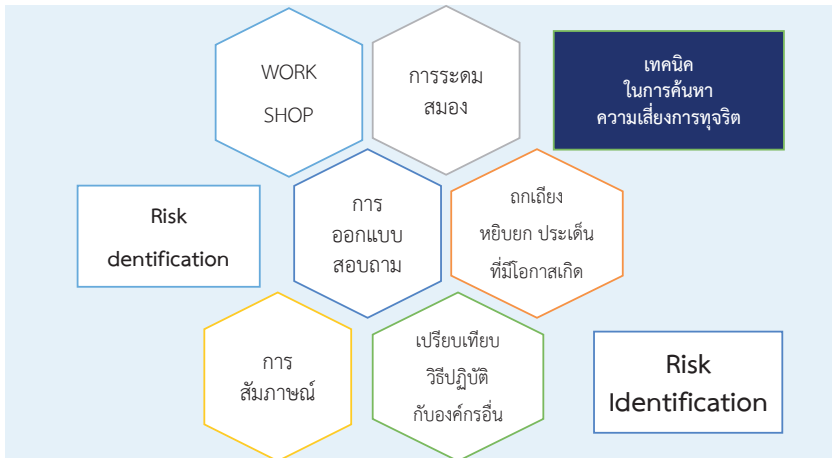 WORK
SHOP
การระดม
สมอง
เทคนิค
ในการค้นหา
ความเสี่ยงการทุจริต
Risk
dentification
การ
ออกแบบ
สอบถาม
ถกเถียง
หยิบยก ประเด็น
ที่มีโอกาสเกิด
การ
สัมภาษณ์
เปรียบเทียบ
วิธีปฏิบัติ
กับองค์กรอื่น
Risk
Identification